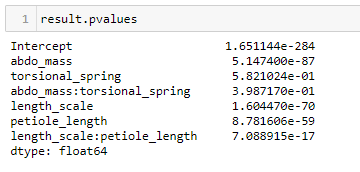 1 result.pvalues
Intercept 1.651144e-284
abdo_mass 5.147400e-87
torsional_spring 5.821024e-01
abdo_mass:torsional_spring 3.987170e-01
length_scale 1.604470e-70
petiole_length 8.781606e-59
length_scale:petiole_length 7.088915e-17
dtype: float64